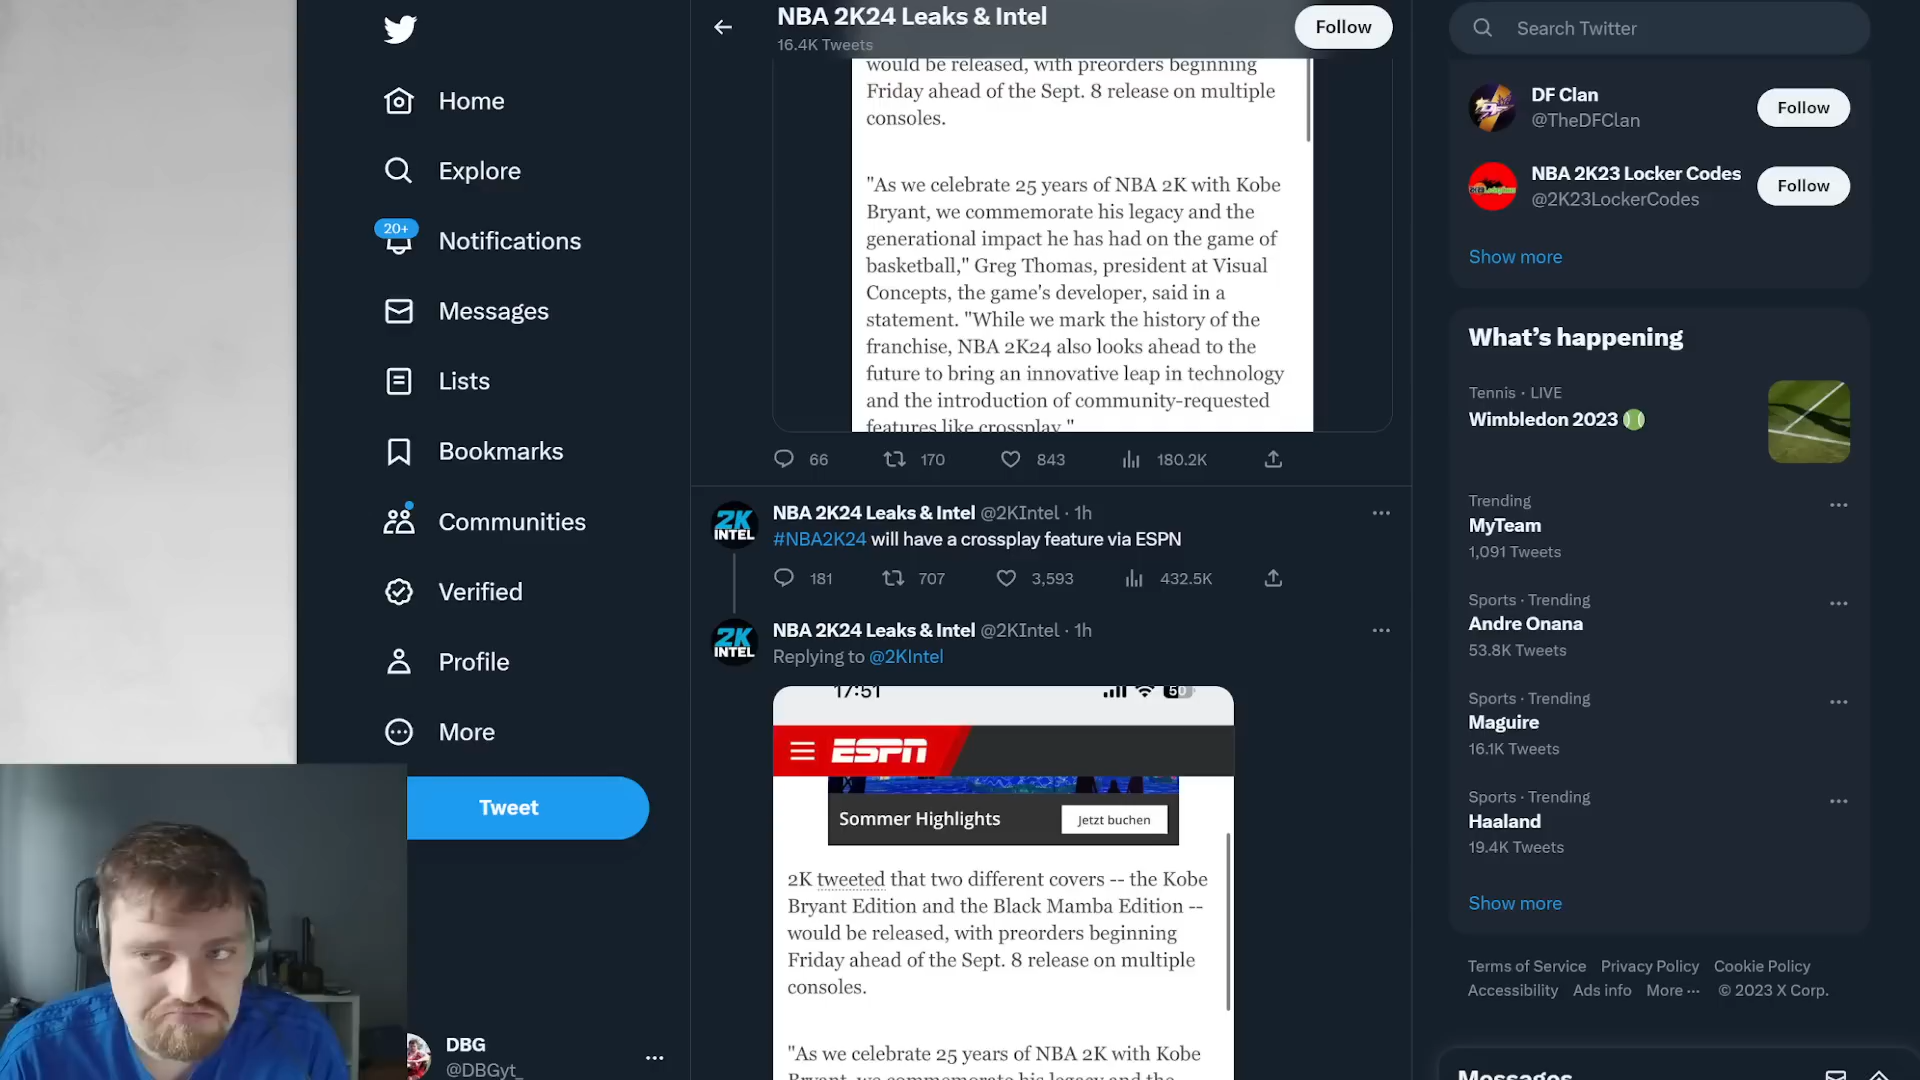 Home
Explore
20+
Notifications
Messages
Lists
Bookmarks
Communities
Verified
Profile
More
Tweet
DBG
@DBGyt_
NBA 2K24 Leaks & Intel
16.4K Tweets
Follow
would be released, with preorders beginning
Friday ahead of the Sept. 8 release on multiple
consoles.
"As we celebrate 25 years of NBA 2K with Kobe
Bryant, we commemorate his legacy and the
generational impact he has had on the game of
basketball," Greg Thomas, president at Visual
Concepts, the game's developer, said in a
statement. "While we mark the history of the
franchise, NBA 2K24 also looks ahead to the
future to bring an innovative leap in technology
and the introduction of community-requested
features like crossplay."
66 170 843 180.2K
2K INTEL
NBA 2K24 Leaks & Intel @2KIntel · 1h
#NBA2K24 will have a crossplay feature via ESPN
181 707 3,593 432.5K
2K INTEL
NBA 2K24 Leaks & Intel @2KIntel · 1h
Replying to @2KIntel
17:51 50
ESPN
Sommer Highlights Jetzt buchen
2K tweeted that two different covers -- the Kobe
Bryant Edition and the Black Mamba Edition --
would be released, with preorders beginning
Friday ahead of the Sept. 8 release on multiple
consoles.
"As we celebrate 25 years of NBA 2K with Kobe
Bryant, we commemorate his legacy and the
Search Twitter
DF Clan
@TheDFClan
Follow
NBA 2K23 Locker Codes
@2K23LockerCodes
Follow
Show more
What's happening
Tennis · LIVE
Wimbledon 2023
Trending
MyTeam
1,091 Tweets
Sports · Trending
Andre Onana
53.8K Tweets
Sports · Trending
Maguire
16.1K Tweets
Sports · Trending
Haaland
19.4K Tweets
Show more
Terms of Service Privacy Policy Cookie Policy
Accessibility Ads info More ··· © 2023 X Corp.
Messages